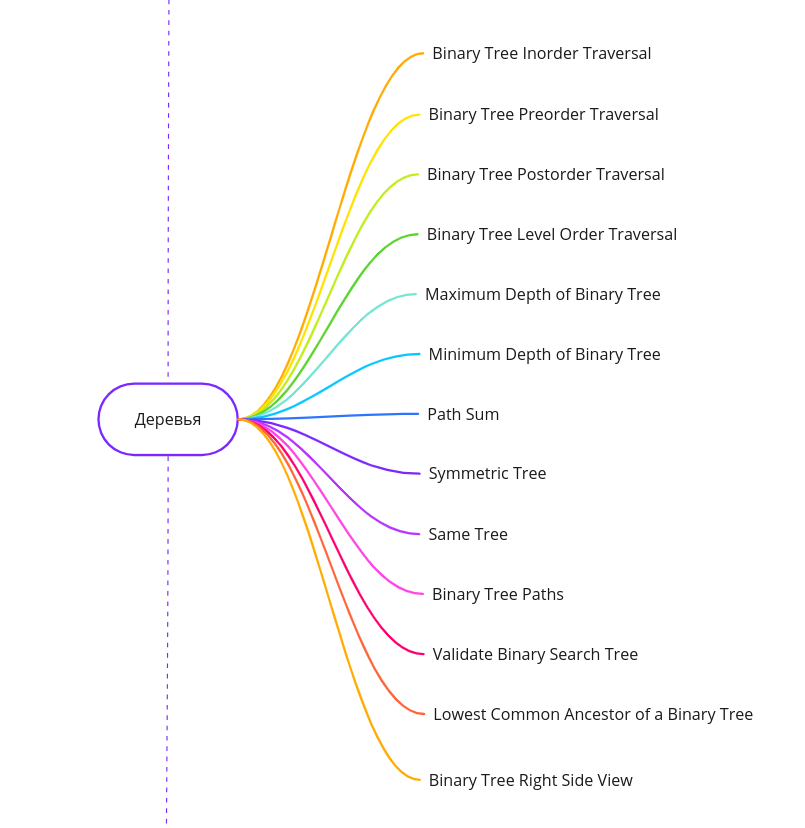 Деревья
Binary Tree Inorder Traversal
Binary Tree Preorder Traversal
Binary Tree Postorder Traversal
Binary Tree Level Order Traversal
Maximum Depth of Binary Tree
Minimum Depth of Binary Tree
Path Sum
Symmetric Tree
Same Tree
Binary Tree Paths
Validate Binary Search Tree
Lowest Common Ancestor of a Binary Tree
Binary Tree Right Side View